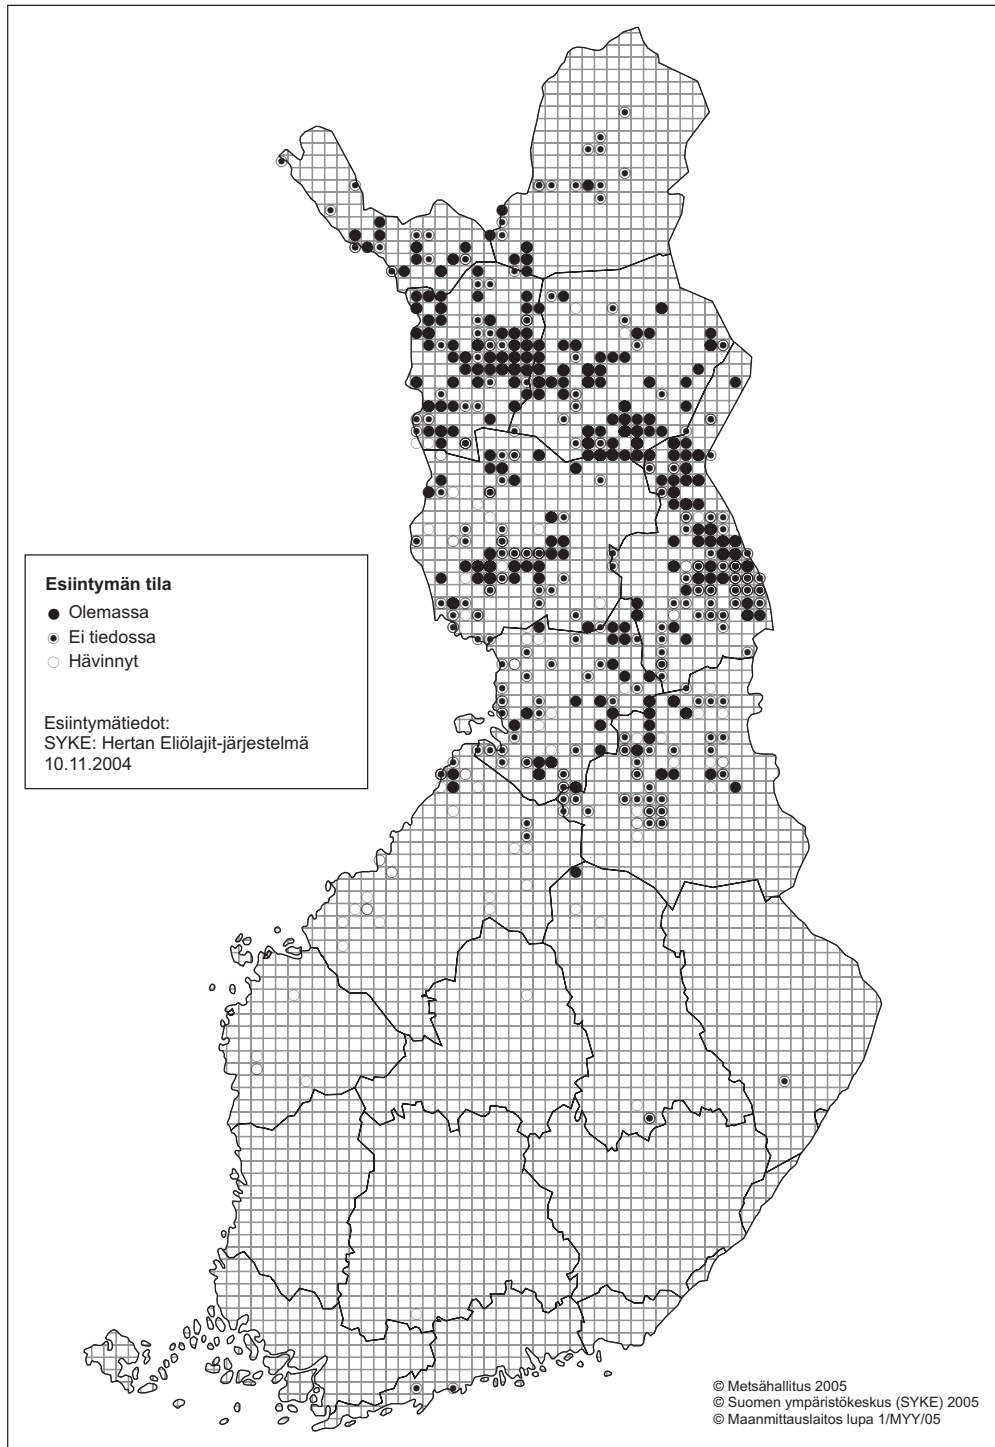 Esiintymän tila
Olemassa
Ei tiedossa
Hävinnyt
Esiintymätiedot:
SYKE: Hertan Eliölajit-järjestelmä
10.11.2004
© Metsähallitus 2005
© Suomen ympäristökeskus (SYKE) 2005
© Maanmittauslaitos lupa 1/MYY/05